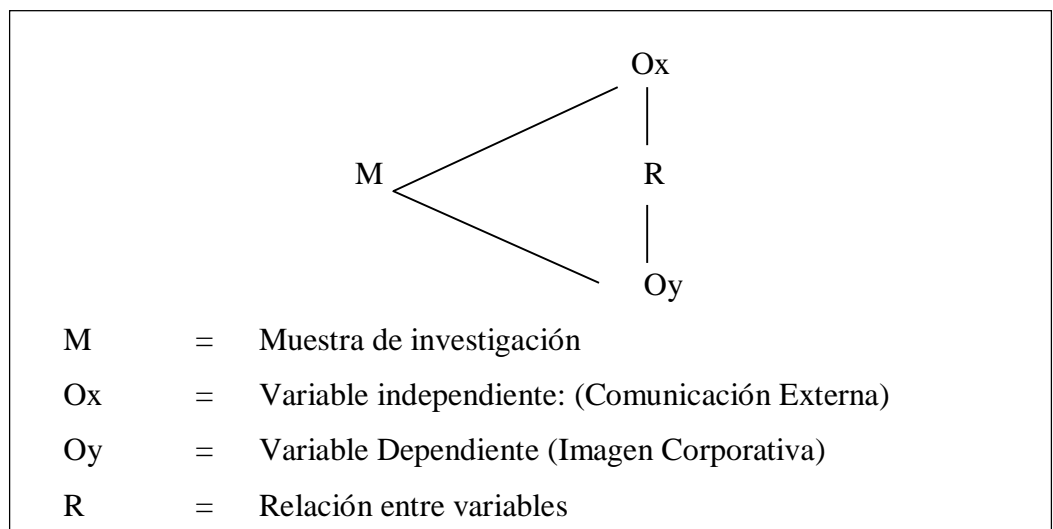 Ox
M R
Oy
M = Muestra de investigación
Ox = Variable independiente: (Comunicación Externa)
Oy = Variable Dependiente (Imagen Corporativa)
R = Relación entre variables